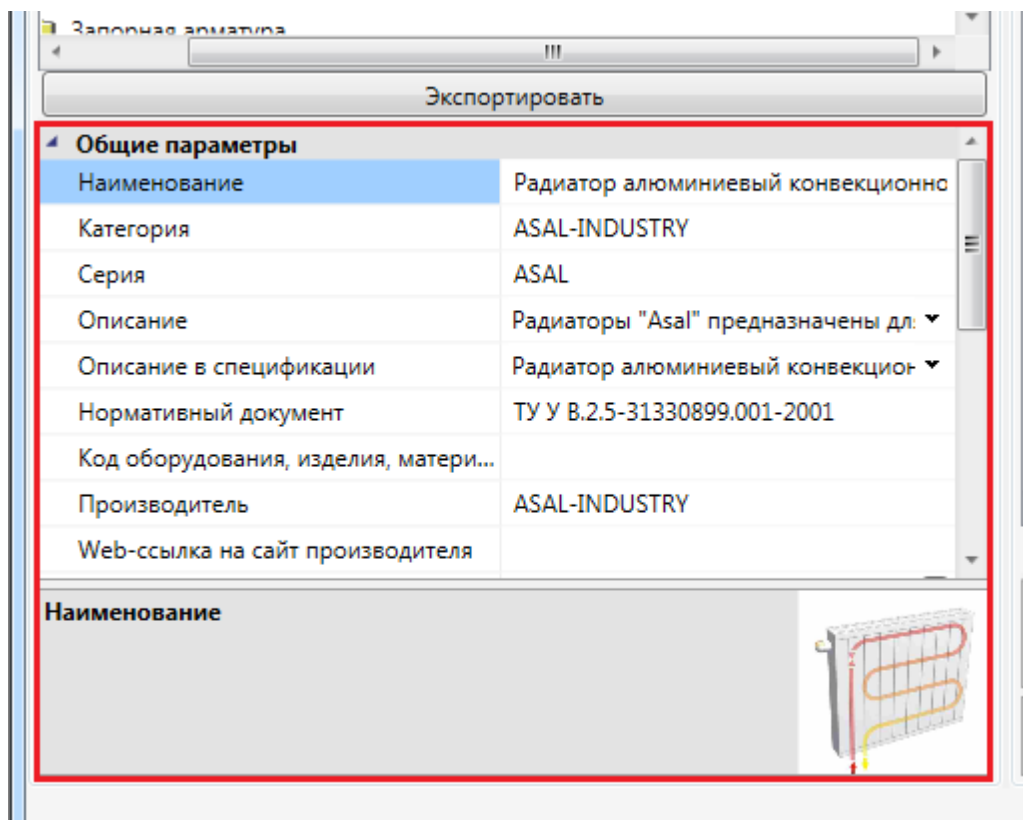 Запорная арматура
Экспортировать
Общие параметры
Наименование Радиатор алюминиевый конвекционно
Категория ASAL-INDUSTRY
Серия ASAL
Описание Радиаторы "Asal" предназначены дл
Описание в спецификации Радиатор алюминиевый конвекцион
Нормативный документ ТУ У В.2.5-31330899.001-2001
Код оборудования, изделия, матери...
Производитель ASAL-INDUSTRY
Web-ссылка на сайт производителя
Наименование